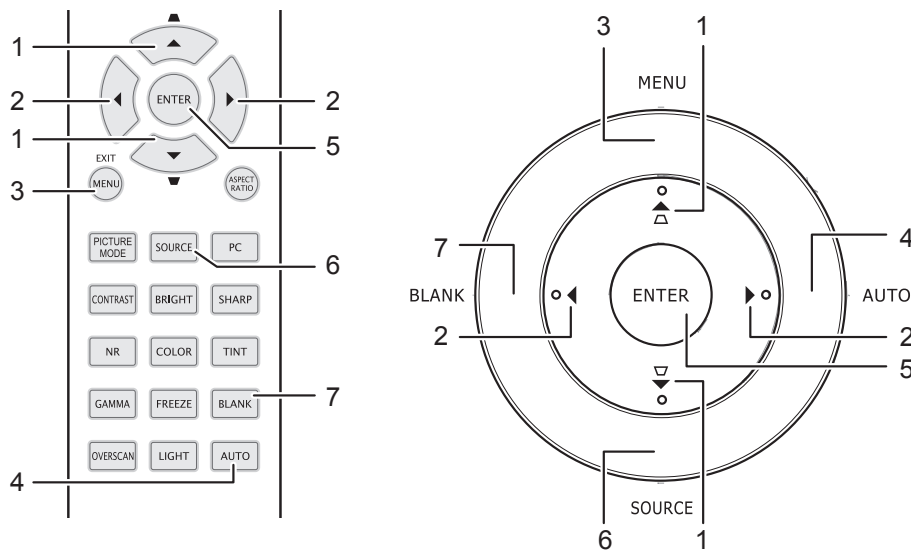 1
2
ENTER
2
1
5
EXIT
MENU
3
ASPECT
RATIO
PICTURE
MODE
SOURCE
PC
6
CONTRAST
BRIGHT
SHARP
NR
COLOR
TINT
GAMMA
FREEZE
BLANK
7
OVERSCAN
LIGHT
AUTO
4
3
1
MENU
7
4
BLANK
ENTER
AUTO
2
2
5
SOURCE
6
1